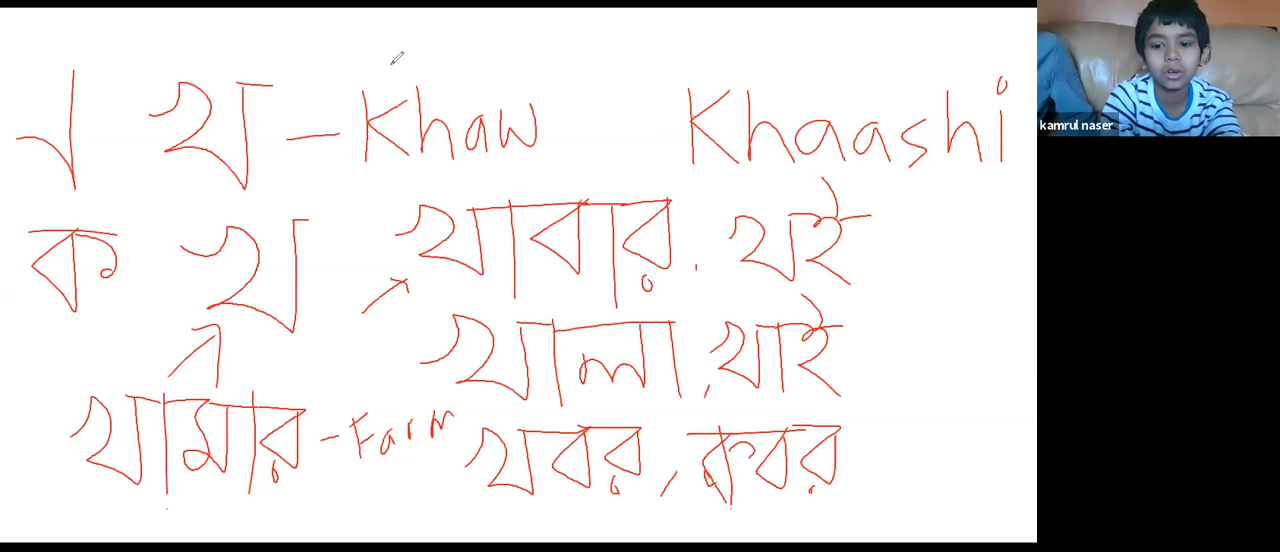 খ - Khaw Khaashi
ক খ খাবার. খই
খালা, খাই
খামার - Farm খবর, কবর
kamrul naser